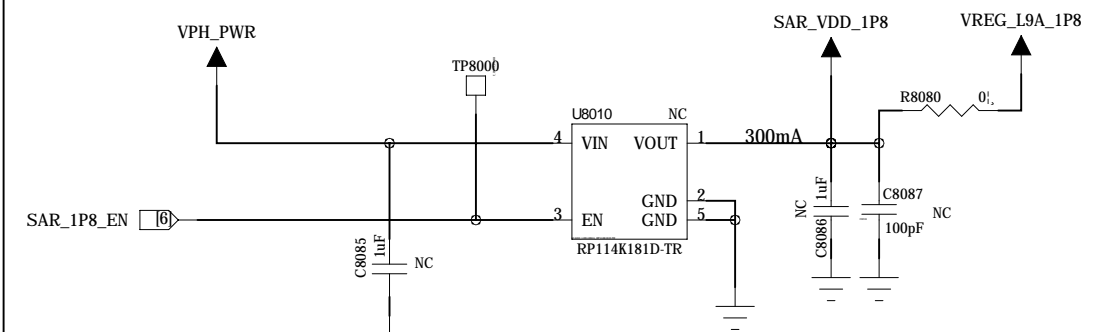 SAR_VDD_1P8
VREG_L9A_1P8
VPH_PWR
TP8000
R8080
U8010
NC
4
VIN
VOUT
1
300mA
SAR_1P8_EN
[6]
3
EN
GND
2
GND
5
RP114K181D-TR
C8085
1uF
NC
NC
C8086
1uF
C8087
100pF
NC